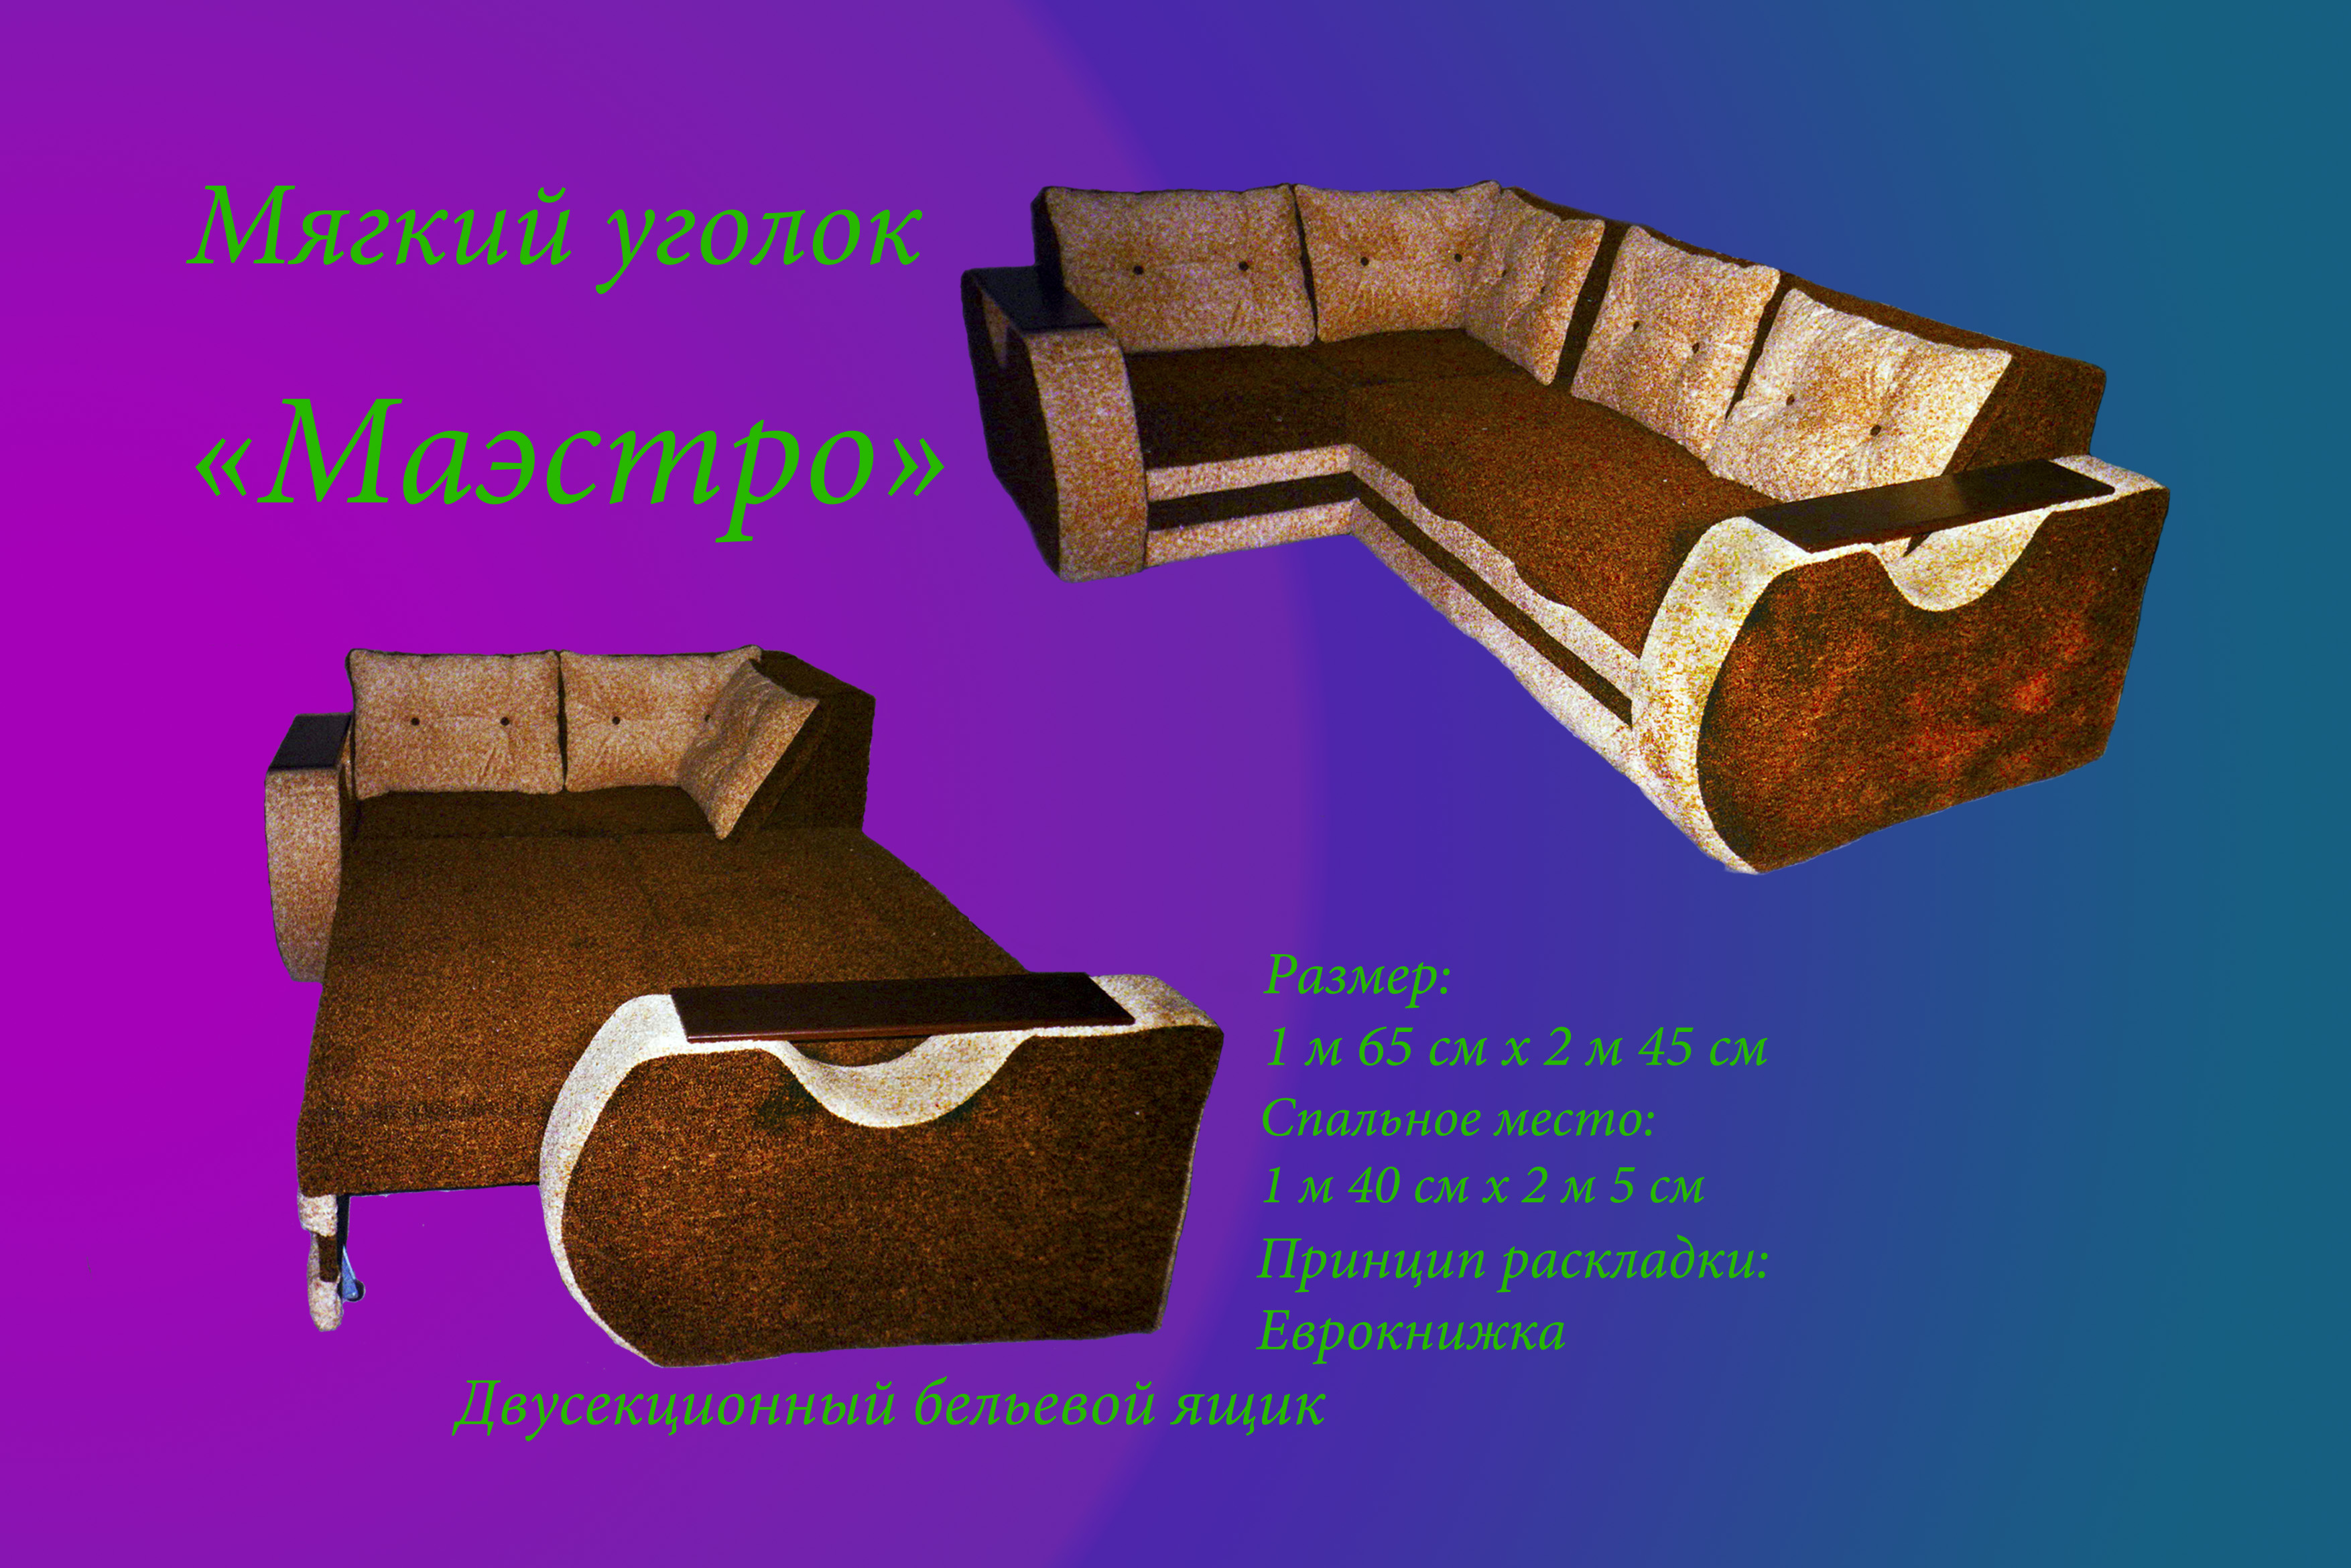 Мягкий уголок
«Маэстро»
Размер:
1 м 65 см х 2 м 45 см
Спальное место:
1 м 40 см х 2 м 5 см
Принцип раскладки:
Еврокнижка
Двусекционный бельевой ящик